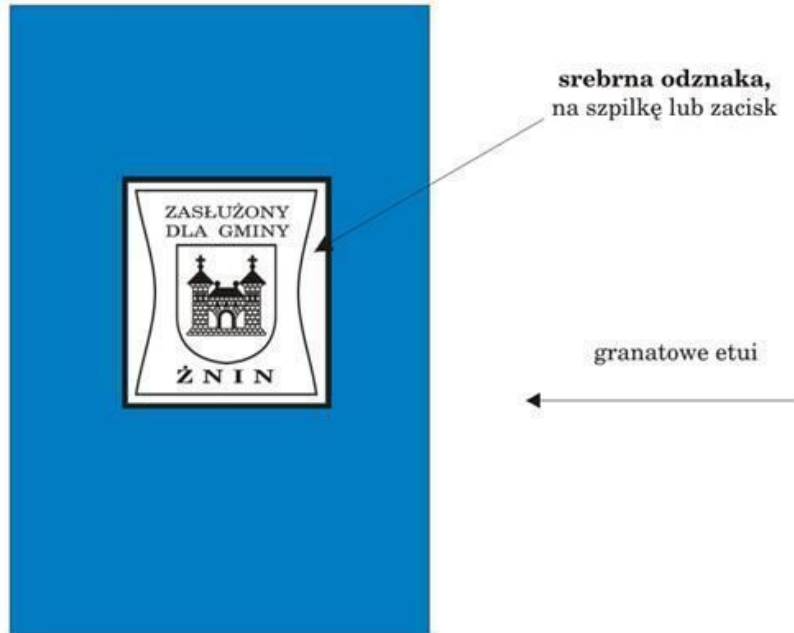 srebrna odznaka,
na szpilkę lub zacisk
ZASŁUŻONY
DLA GMINY
ŻNIN
granatowe etui